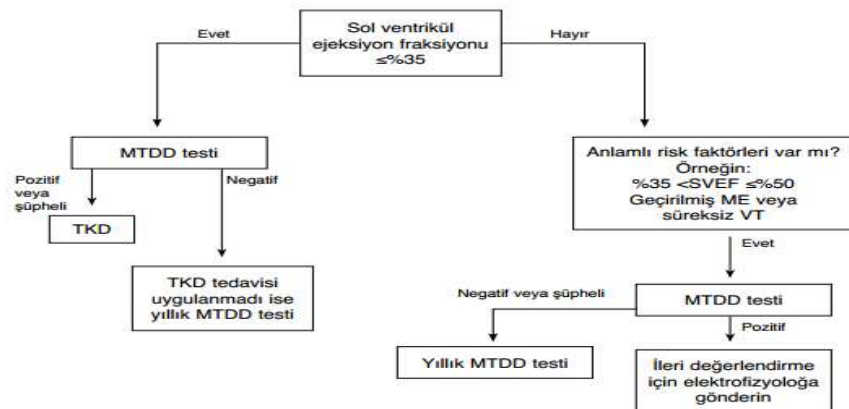 Sol ventrikül
ejeksiyon fraksiyonu
≤%35
Evet
Hayır
MTDD testi
Pozitif
veya
şüpheli
Negatif
TKD
TKD tedavisi
uygulanmadı ise
yıllık MTDD testi
Anlamlı risk faktörleri var mı?
Örneğin:
%35 <SVEF ≤%50
Geçirilmiş ME veya
süreksiz VT
Evet
MTDD testi
Negatif veya şüpheli
Pozitif
Yıllık MTDD testi
İleri değerlendirme
için elektrofizyoloğa
gönderin